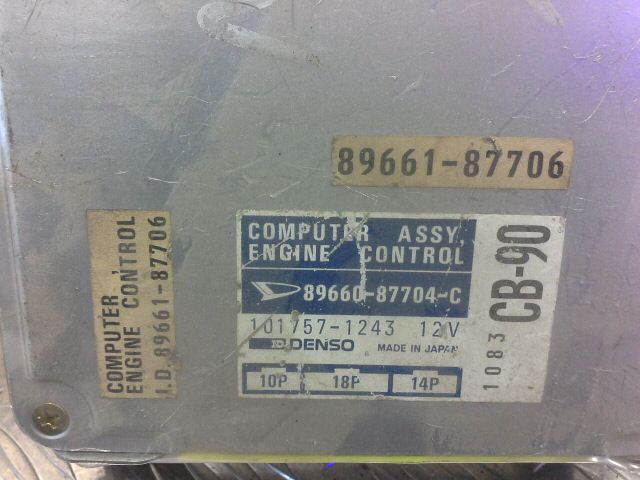 89661-87706
COMPUTER,
ENGINE CONTROL
I.D. 89661-87706
COMPUTER ASSY,
ENGINE CONTROL
89660-87704-C
101757-1243 12V
DENSO MADE IN JAPAN
10P 18P 14P
1083 CB-90